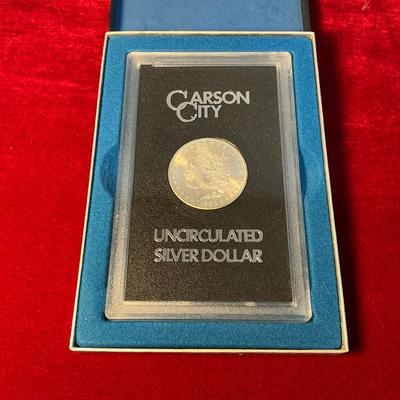 CARSON
CITY
UNCIRCULATED
SILVER DOLLAR